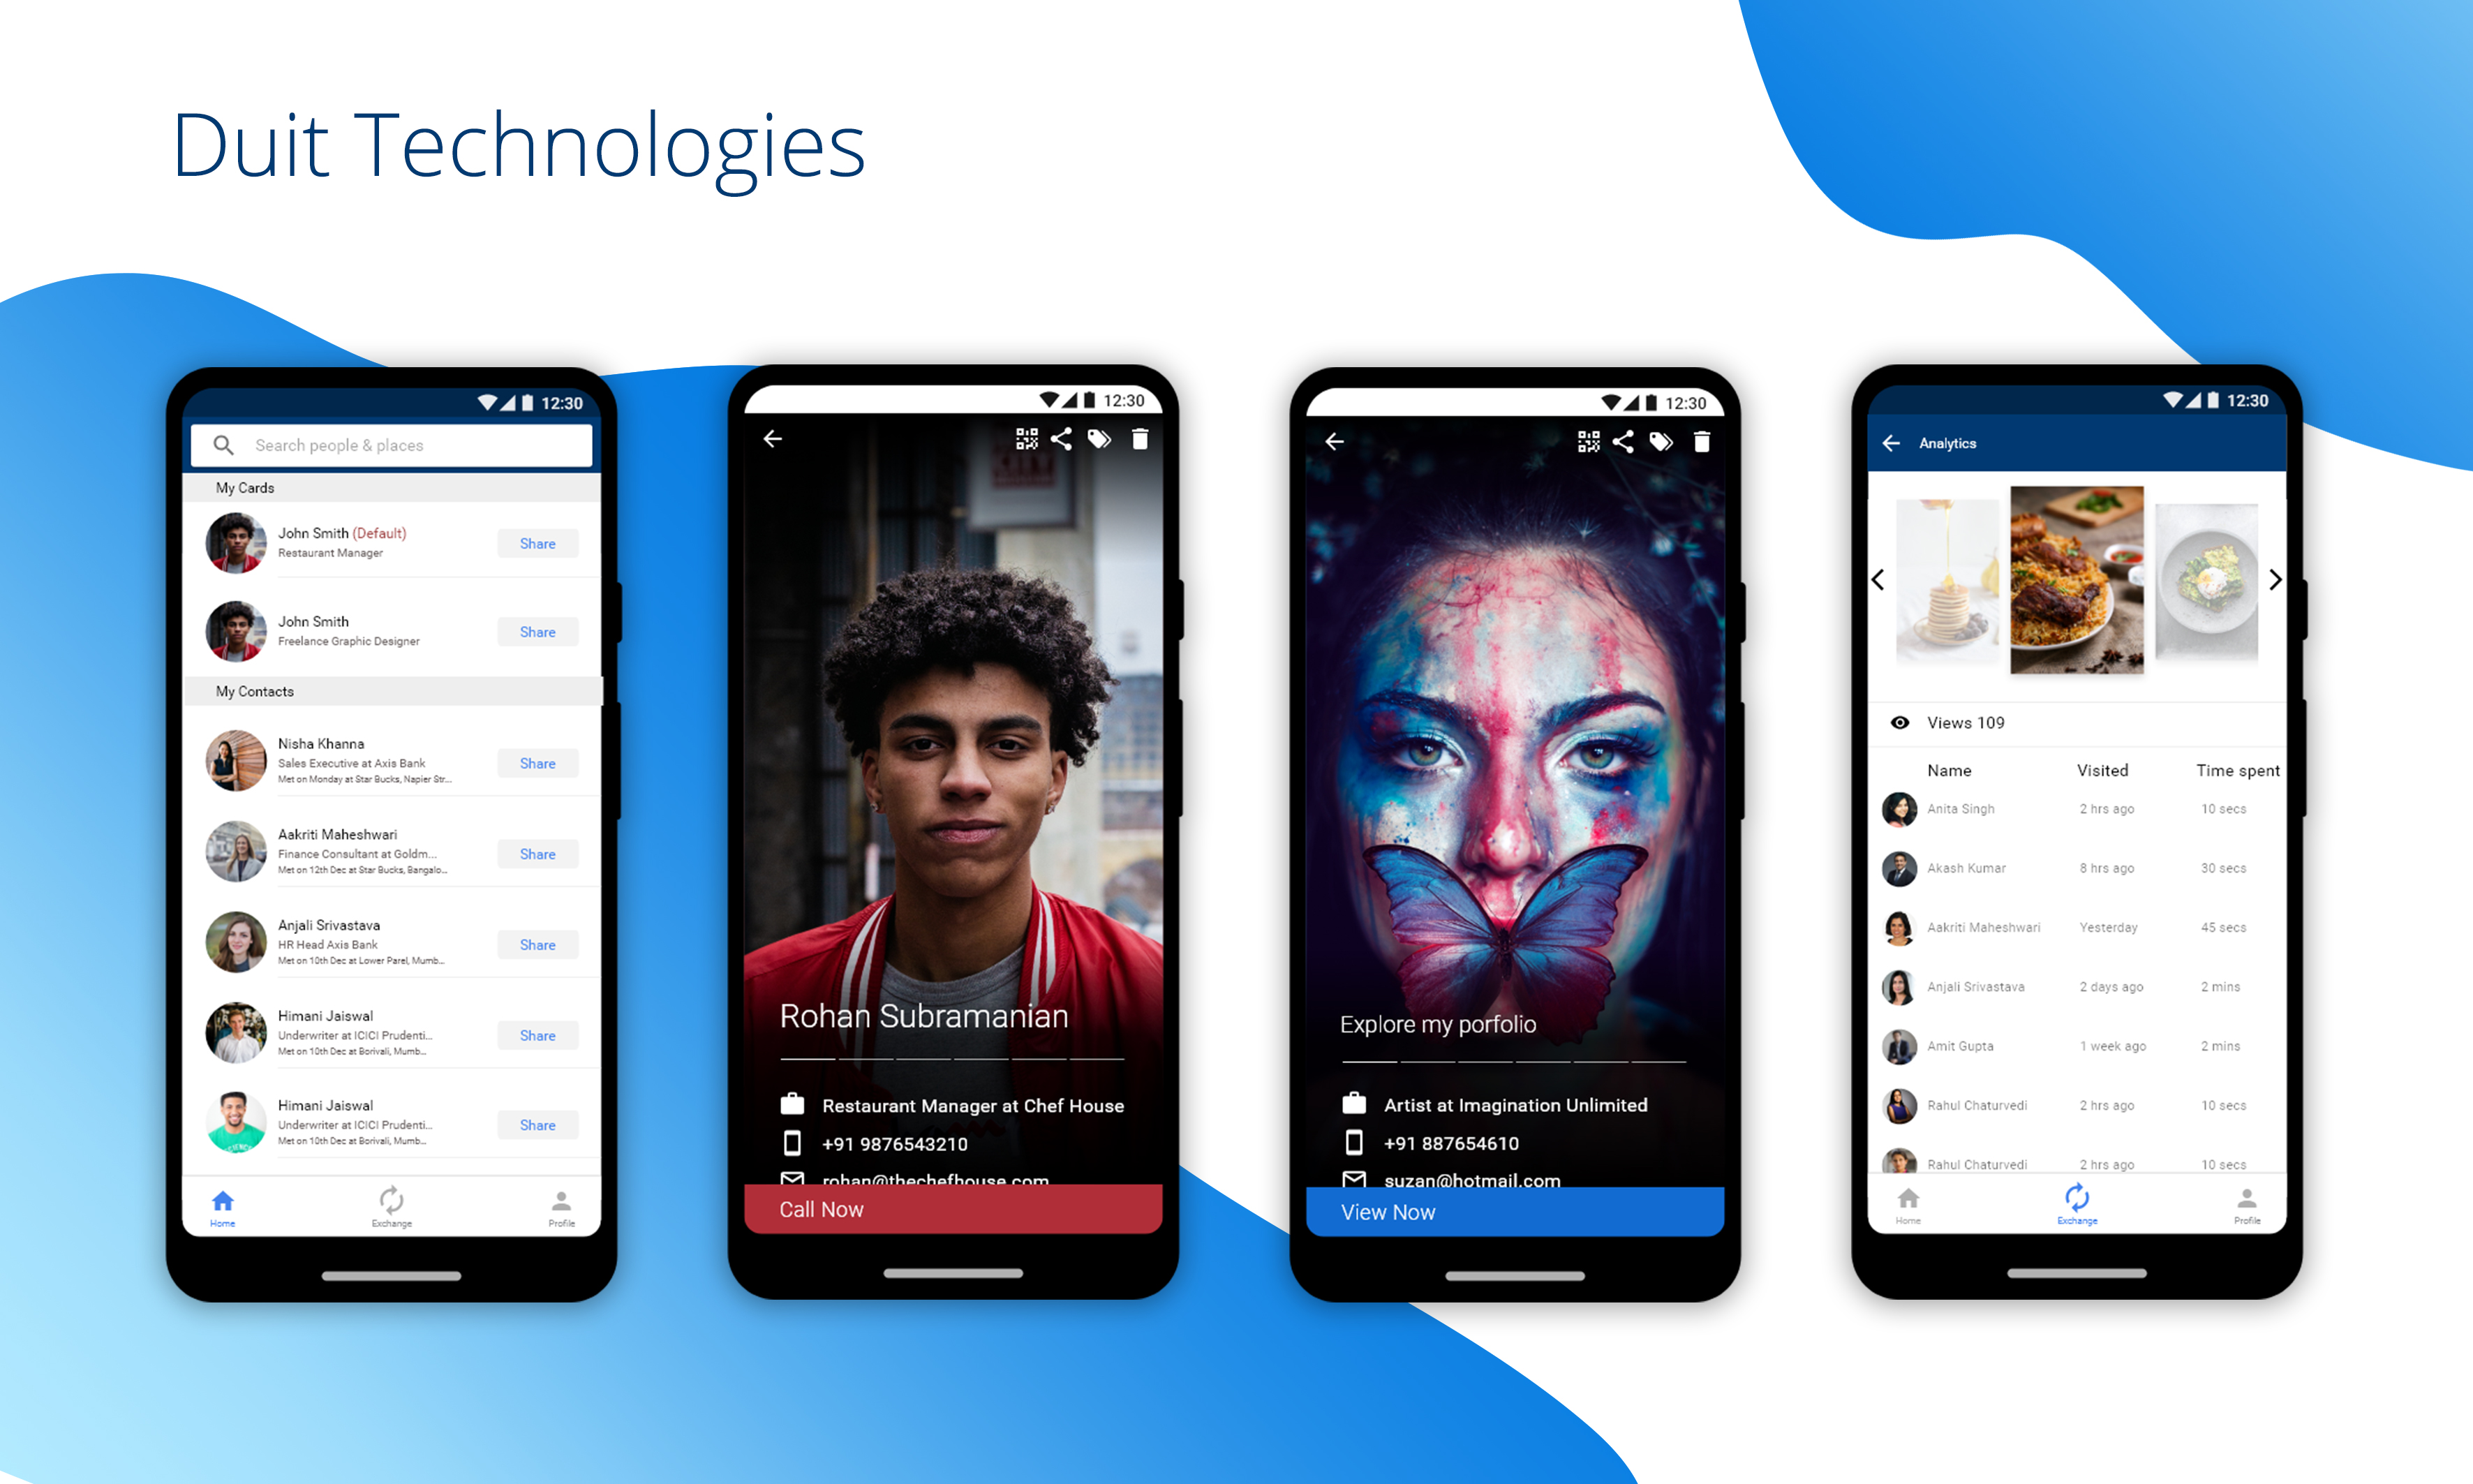 Duit Technologies
12:30
Search people & places
My Cards
John Smith (Default)
Restaurant Manager
Share
John Smith
Freelance Graphic Designer
Share
My Contacts
Nisha Khanna
Sales Executive at Axis Bank
Met on Monday at Star Bucks, Napier Str...
Share
Aakriti Maheshwari
Finance Consultant at Goldm...
Met on 12th Dec at Star Bucks, Bangalo...
Share
Anjali Srivastava
HR Head Axis Bank
Met on 10th Dec at Lower Parel, Mumb...
Share
Himani Jaiswal
Underwriter at ICICI Prudenti...
Met on 10th Dec at Borivali, Mumb...
Share
Himani Jaiswal
Underwriter at ICICI Prudenti...
Met on 10th Dec at Borivali, Mumb...
Share
Home
Exchange
Profile
12:30
Rohan Subramanian
Restaurant Manager at Chef House
+91 9876543210
rohan@thechefhouse.com
Call Now
12:30
Explore my porfolio
Artist at Imagination Unlimited
+91 887654610
suzan@hotmail.com
View Now
12:30
Analytics
Views 109
Name Visited Time spent
Anita Singh 2 hrs ago 10 secs
Akash Kumar 8 hrs ago 30 secs
Aakriti Maheshwari Yesterday 45 secs
Anjali Srivastava 2 days ago 2 mins
Amit Gupta 1 week ago 2 mins
Rahul Chaturvedi 2 hrs ago 10 secs
Rahul Chaturvedi 2 hrs ago 10 secs
Home
Exchange
Profile